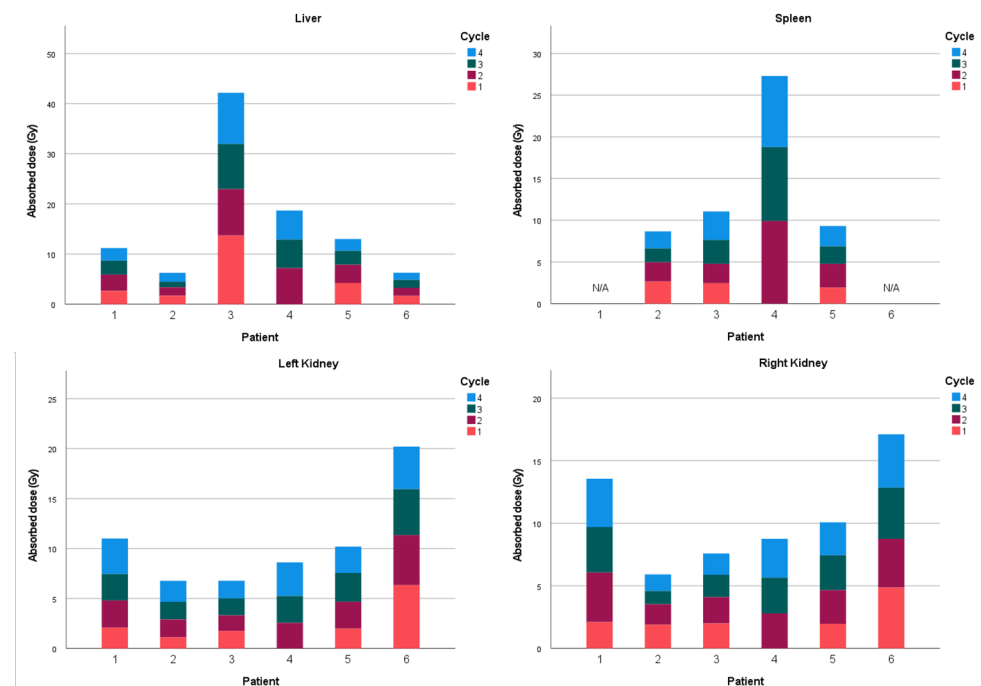 Liver
Cycle
4
3
2
1
Absorbed dose (Gy)
50
40
30
20
10
0
1 2 3 4 5 6
Patient
Spleen
Cycle
4
3
2
1
Absorbed dose (Gy)
30
25
20
15
10
5
0
N/A N/A
1 2 3 4 5 6
Patient
Left Kidney
Cycle
4
3
2
1
Absorbed dose (Gy)
25
20
15
10
5
0
1 2 3 4 5 6
Patient
Right Kidney
Cycle
4
3
2
1
Absorbed dose (Gy)
20
15
10
5
0
1 2 3 4 5 6
Patient